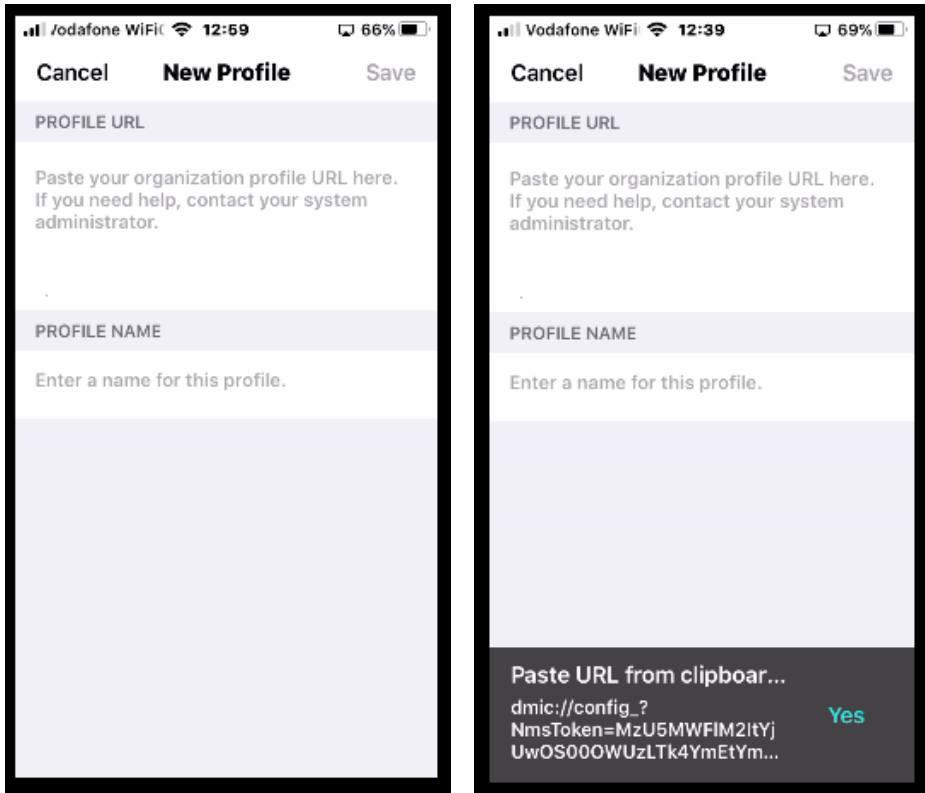 Vodafone WiFi 12:59 66%
Cancel New Profile Save
PROFILE URL
Paste your organization profile URL here.
If you need help, contact your system
administrator.
.
PROFILE NAME
Enter a name for this profile.
Vodafone WiFi 12:39 69%
Cancel New Profile Save
PROFILE URL
Paste your organization profile URL here.
If you need help, contact your system
administrator.
.
PROFILE NAME
Enter a name for this profile.
Paste URL from clipboar...
dmic://config_?
NmsToken=MzU5MWFlM2ItYj
UwOS00OWUzLTk4YmEtYm...
Yes